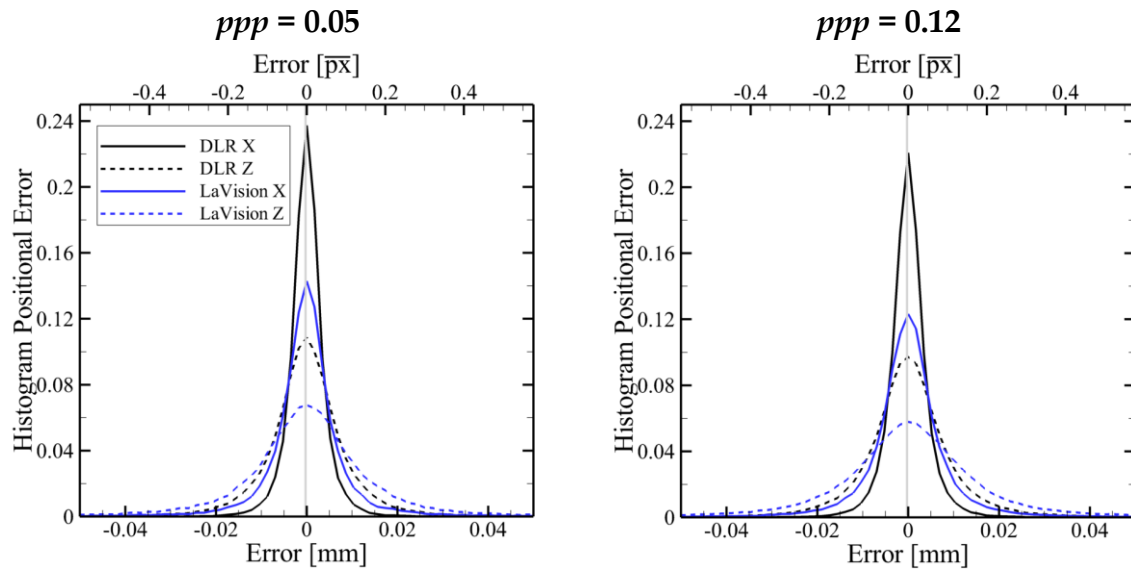 ppp = 0.05
Error [px]
-0.4 -0.2 0 0.2 0.4
0.24
0.2
0.16
0.12
0.08
0.04
0
Histogram Positional Error
DLR X
DLR Z
LaVision X
LaVision Z
-0.04 -0.02 0 0.02 0.04
Error [mm]
ppp = 0.12
Error [px]
-0.4 -0.2 0 0.2 0.4
0.24
0.2
0.16
0.12
0.08
0.04
0
Histogram Positional Error
-0.04 -0.02 0 0.02 0.04
Error [mm]